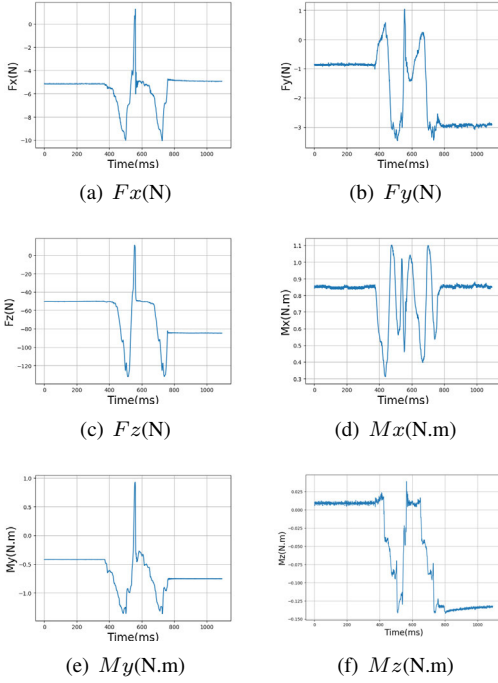 Fx(N)
0
−2
−4
−6
−8
−10
0 200 400 600 800 1000
Time(ms)
(a) Fx(N)
Fy(N)
1
0
−1
−2
−3
0 200 400 600 800 1000
Time(ms)
(b) Fy(N)
Fz(N)
0
−20
−40
−60
−80
−100
−120
0 200 400 600 800 1000
Time(ms)
(c) Fz(N)
Mx(N.m)
1.1
1.0
0.9
0.8
0.7
0.6
0.5
0.4
0.3
0 200 400 600 800 1000
Time(ms)
(d) Mx(N.m)
My(N.m)
1.0
0.5
0.0
−0.5
−1.0
0 200 400 600 800 1000
Time(ms)
(e) My(N.m)
Mz(N.m)
0.025
0.000
−0.025
−0.050
−0.075
−0.100
−0.125
−0.150
0 200 400 600 800 1000
Time(ms)
(f) Mz(N.m)